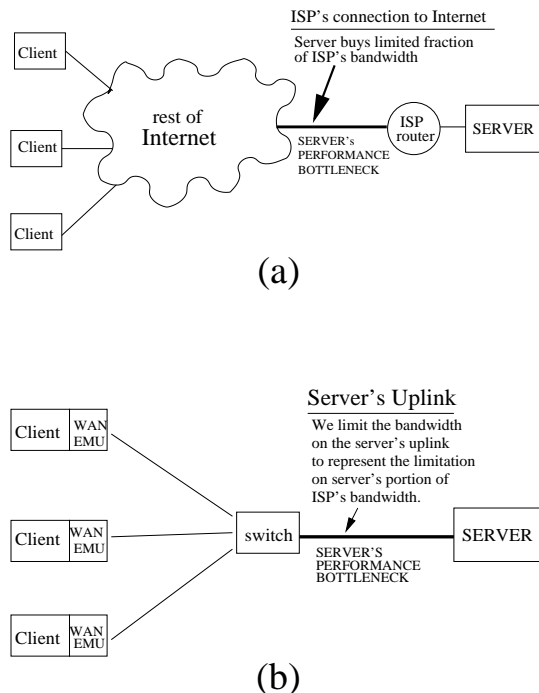 ISP's connection to Internet
Server buys limited fraction
of ISP's bandwidth
Client
rest of
Internet
ISP
router
SERVER
Client
SERVER's
PERFORMANCE
BOTTLENECK
Client
(a)
Server's Uplink
We limit the bandwidth
on the server's uplink
to represent the limitation
on server's portion of
ISP's bandwidth.
Client
WAN
EMU
Client
WAN
EMU
switch
SERVER
SERVER'S
PERFORMANCE
BOTTLENECK
Client
WAN
EMU
(b)